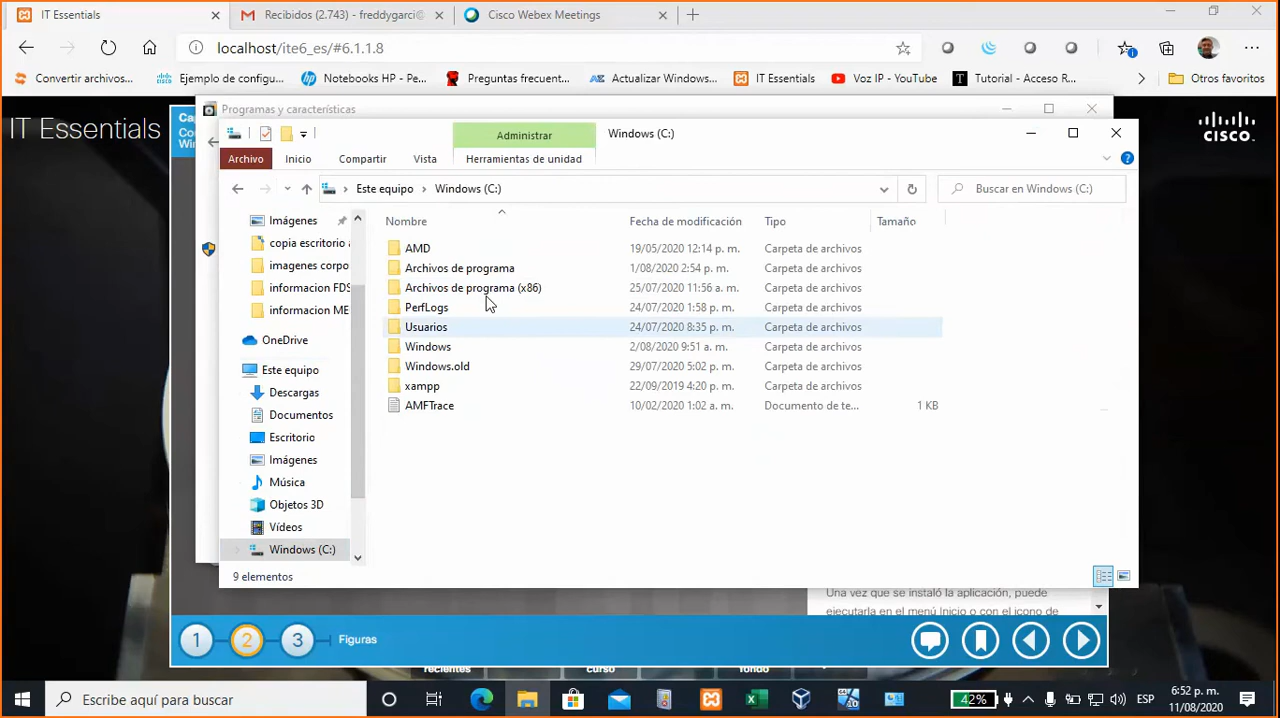 IT Essentials
Recibidos (2.743) - freddygarci@
Cisco Webex Meetings
localhost/ite6_es/#6.1.1.8
Convertir archivos...
Ejemplo de configu...
Notebooks HP - Pe...
Preguntas frecuent...
Actualizar Windows...
IT Essentials
Voz IP - YouTube
Tutorial - Acceso R...
Otros favoritos
IT Essentials
CISCO
Programas y características
Administrar
Windows (C:)
Archivo
Inicio
Compartir
Vista
Herramientas de unidad
Este equipo
Windows (C:)
Buscar en Windows (C:)
Nombre
Fecha de modificación
Tipo
Tamaño
Imágenes
copia escritorio a
imagenes corpo
informacion FDS
informacion ME
OneDrive
Este equipo
Descargas
Documentos
Escritorio
Imágenes
Música
Objetos 3D
Vídeos
Windows (C:)
AMD 19/05/2020 12:14 p. m. Carpeta de archivos
Archivos de programa 1/08/2020 2:54 p. m. Carpeta de archivos
Archivos de programa (x86) 25/07/2020 11:56 a. m. Carpeta de archivos
PerfLogs 24/07/2020 1:58 p. m. Carpeta de archivos
Usuarios 24/07/2020 8:35 p. m. Carpeta de archivos
Windows 2/08/2020 9:51 a. m. Carpeta de archivos
Windows.old 29/07/2020 5:02 p. m. Carpeta de archivos
xampp 22/09/2019 4:20 p. m. Carpeta de archivos
AMFTrace 10/02/2020 1:02 a. m. Documento de te... 1 KB
9 elementos
Una vez que se instaló la aplicación, puede
ejecutarla en el menú Inicio o con el icono de
1
2
3
Figuras
recientes
curso
fondo
Escribe aquí para buscar
42%
ESP
6:52 p. m.
11/08/2020